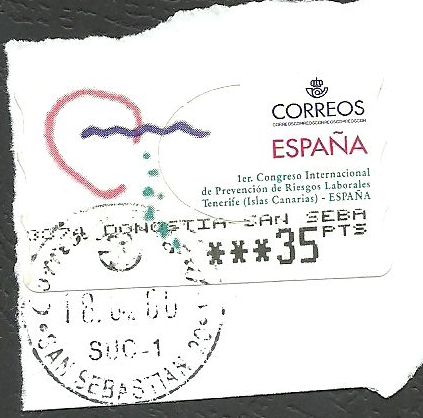 CORREOS
CORREOSCORREOSCORREOSCORREOSCORREOSCON
ESPAÑA
1er. Congreso Internacional
de Prevención de Riesgos Laborales
Tenerife (Islas Canarias) - ESPAÑA
DONOSTIA-SAN SEBA
***35 PTS
SUC-1
SAN SEBASTIAN